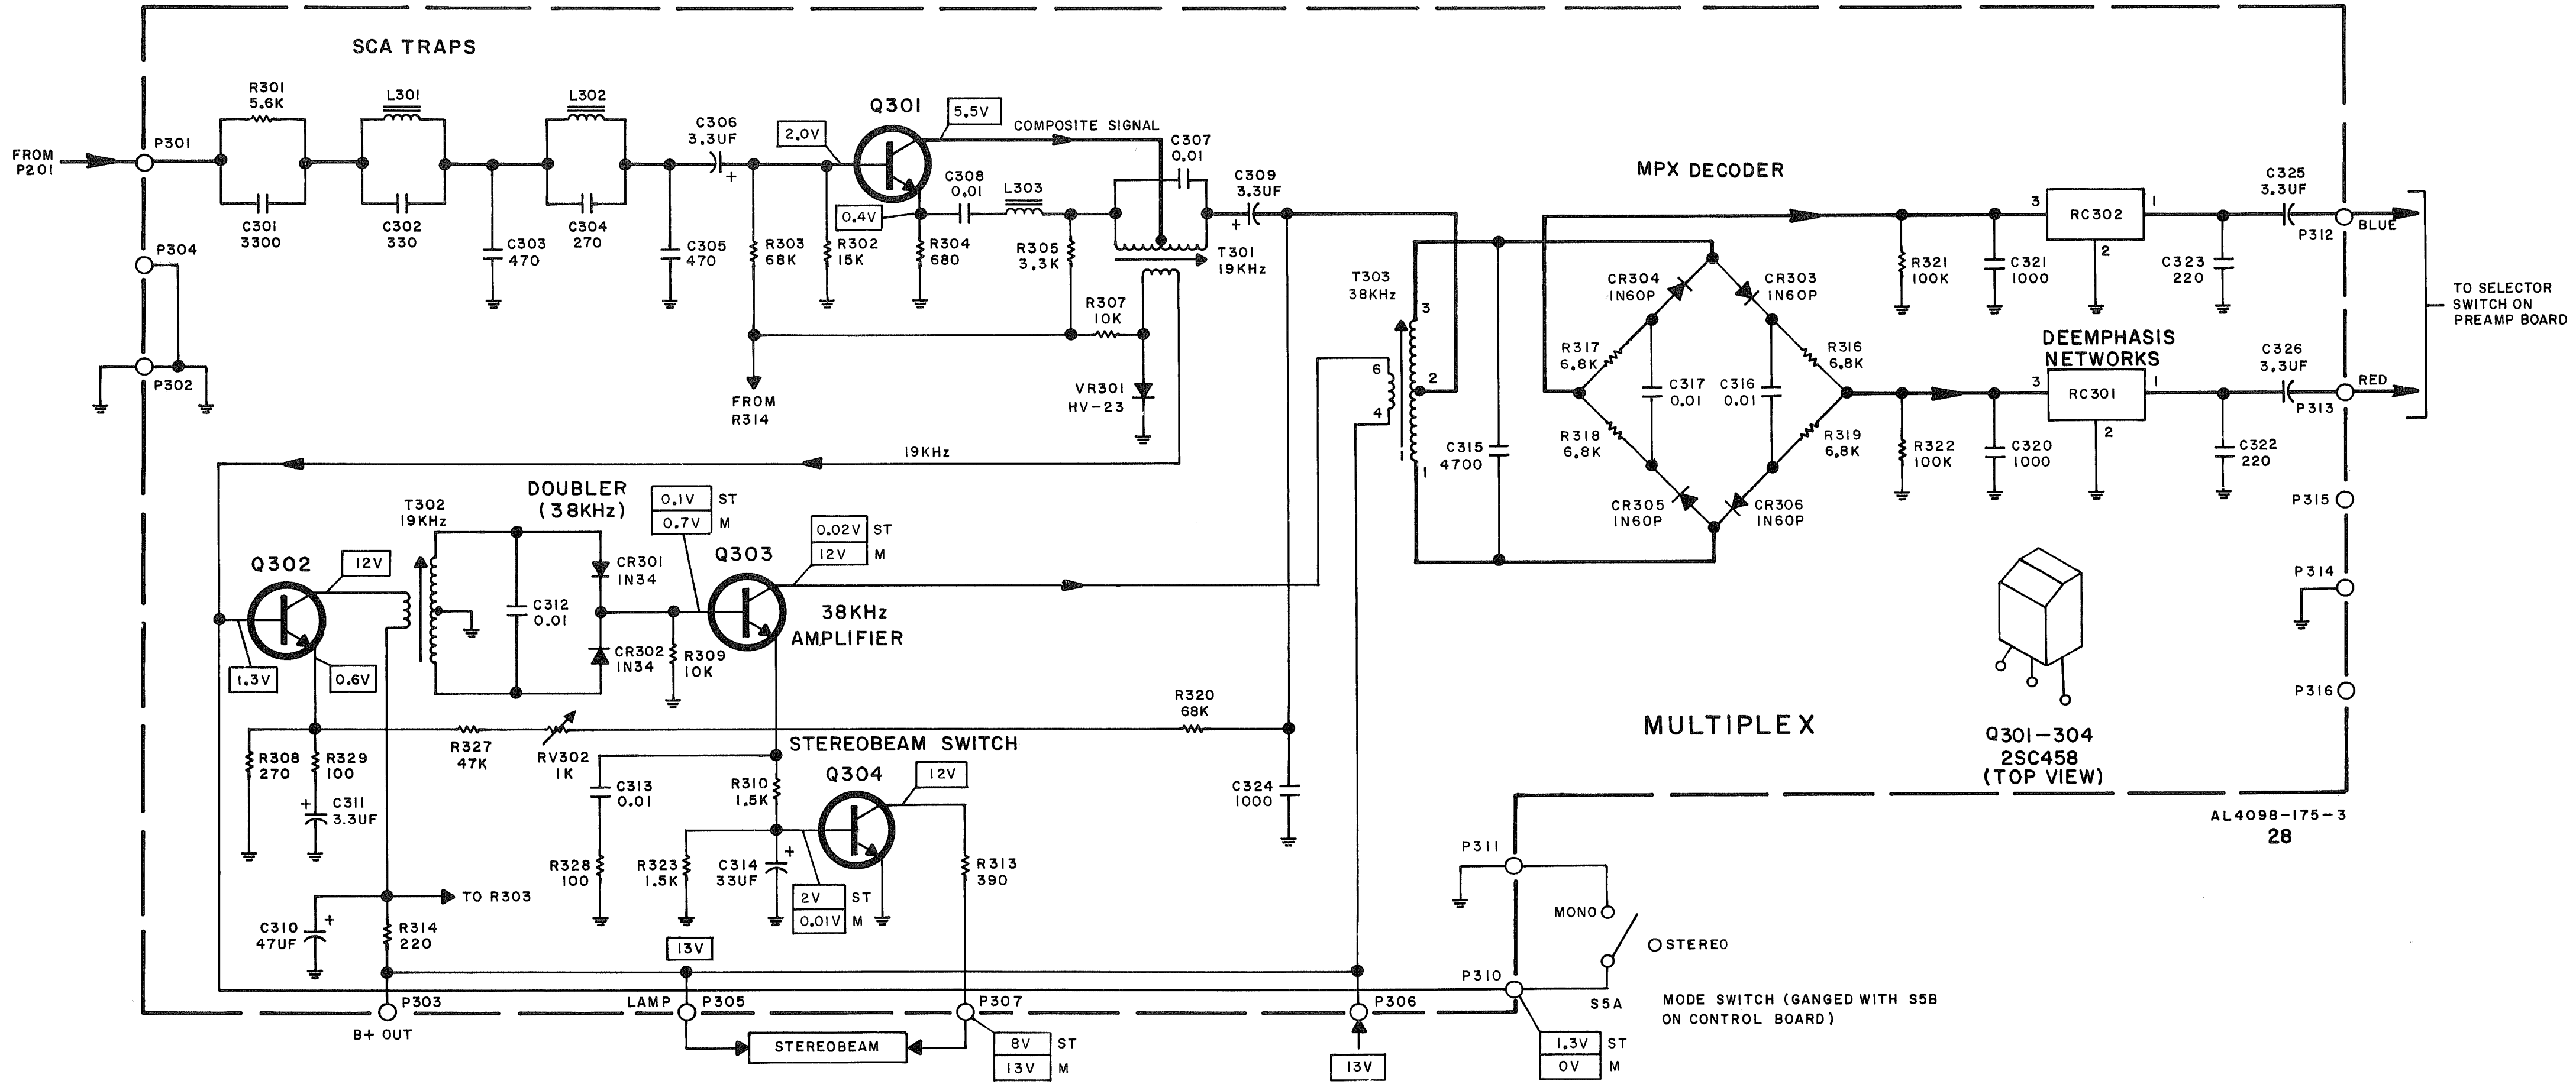 SCA TRAPS
FROM
P201
P301
R301
5.6K
C301
3300
L301
C302
330
C303
470
L302
C304
270
C305
470
C306
3.3UF
+
2.0V
Q301
5.5V
COMPOSITE SIGNAL
0.4V
R303
68K
R302
15K
R304
680
C308
0.01
L303
R305
3.3K
C307
0.01
T301
19KHz
C309
3.3UF
+
R307
10K
VR301
HV-23
FROM
R314
P304
P302
19KHz
MPX DECODER
T303
38KHz
3
2
1
6
4
C315
4700
CR304
1N60P
CR303
1N60P
R317
6.8K
R316
6.8K
C317
0.01
C316
0.01
R318
6.8K
R319
6.8K
CR305
1N60P
CR306
1N60P
R321
100K
C321
1000
3
RC302
1
2
C323
220
C325
3.3UF
P312
BLUE
DEEMPHASIS
NETWORKS
R322
100K
C320
1000
3
RC301
1
2
C322
220
C326
3.3UF
P313
RED
TO SELECTOR
SWITCH ON
PREAMP BOARD
P315
P314
P316
DOUBLER
(38KHz)
T302
19KHz
Q302
12V
1.3V
0.6V
C312
0.01
CR301
1N34
CR302
1N34
0.1V ST
0.7V M
R309
10K
Q303
0.02V ST
12V M
38KHz
AMPLIFIER
R308
270
R329
100
C311
3.3UF
+
R327
47K
RV302
1K
R320
68K
STEREOBEAM SWITCH
C313
0.01
R310
1.5K
Q304
12V
R328
100
R323
1.5K
C314
33UF
+
2V ST
0.01V M
R313
390
C324
1000
TO R303
C310
47UF
+
R314
220
13V
P303
B+ OUT
LAMP
P305
P307
STEREOBEAM
8V ST
13V M
P306
13V
MULTIPLEX
Q301-304
2SC458
(TOP VIEW)
AL4098-175-3
28
P311
MONO
STEREO
P310
S5A
MODE SWITCH (GANGED WITH S5B
ON CONTROL BOARD)
1.3V ST
0V M